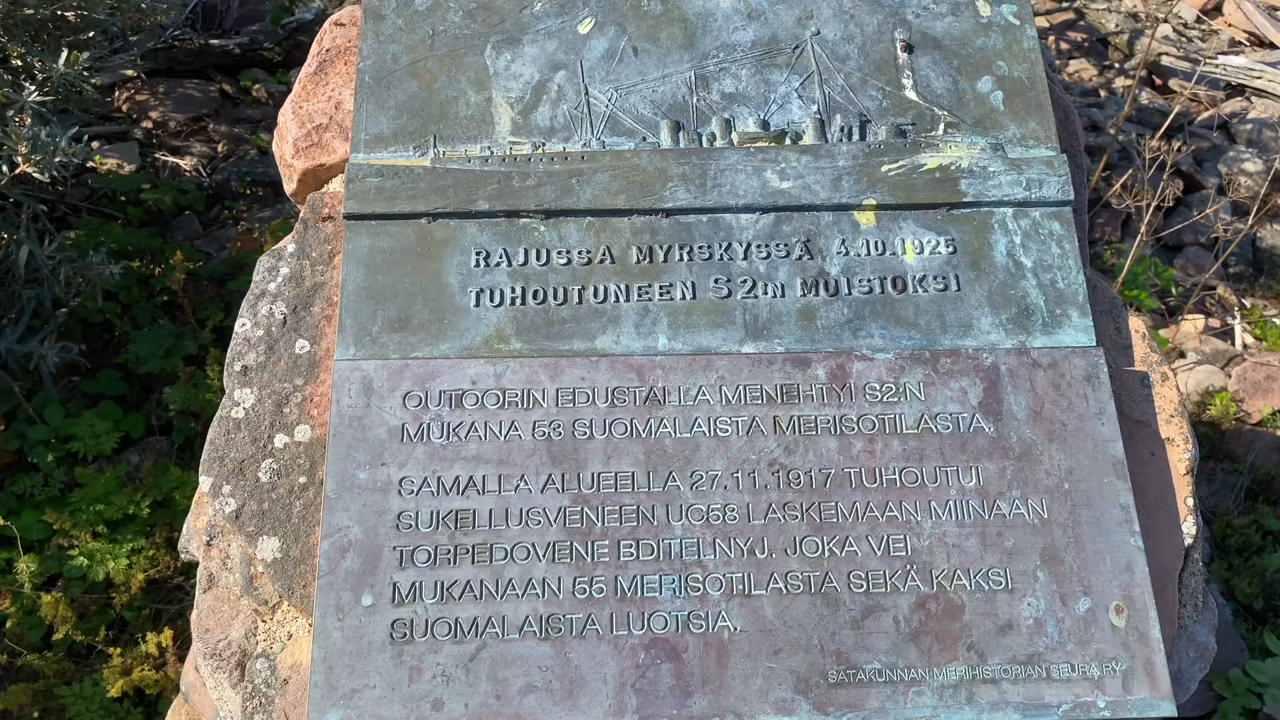 RAJUSSA MYRSKYSSÄ 4.10.1925
TUHOUTUNEEN S2:N MUISTOKSI
OUTOORIN EDUSTALLA MENEHTYI S2:N
MUKANA 53 SUOMALAISTA MERISOTILASTA.
SAMALLA ALUEELLA 27.11.1917 TUHOUTUI
SUKELLUSVENEEN UC58 LASKEMAAN MIINAAN
TORPEDOVENE BDITELNYJ. JOKA VEI
MUKANAAN 55 MERISOTILASTA SEKÄ KAKSI
SUOMALAISTA LUOTSIA.
SATAKUNNAN MERIHISTORIAN SEURA RY